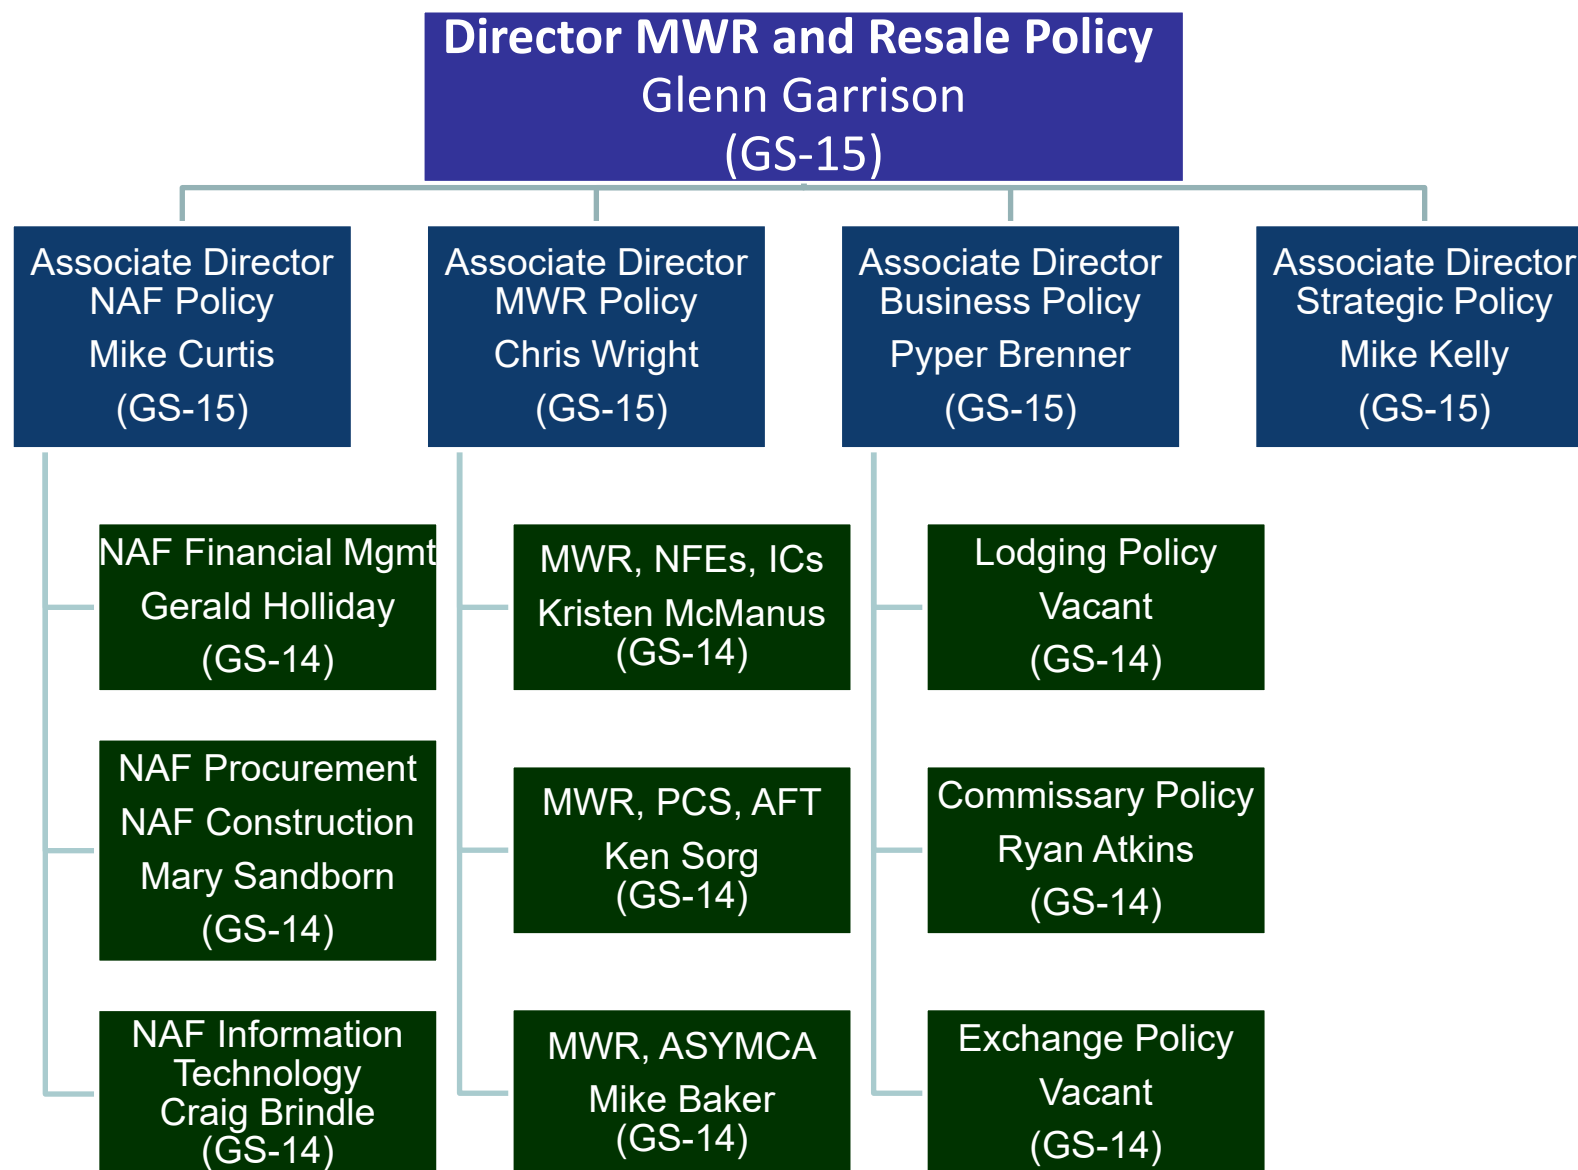 Director MWR and Resale Policy
Glenn Garrison
(GS-15)
Associate Director
NAF Policy
Mike Curtis
(GS-15)
Associate Director
MWR Policy
Chris Wright
(GS-15)
Associate Director
Business Policy
Pyper Brenner
(GS-15)
Associate Director
Strategic Policy
Mike Kelly
(GS-15)
NAF Financial Mgmt
Gerald Holliday
(GS-14)
NAF Procurement
NAF Construction
Mary Sandborn
(GS-14)
NAF Information
Technology
Craig Brindle
(GS-14)
MWR, NFEs, ICs
Kristen McManus
(GS-14)
MWR, PCS, AFT
Ken Sorg
(GS-14)
MWR, ASYMCA
Mike Baker
(GS-14)
Lodging Policy
Vacant
(GS-14)
Commissary Policy
Ryan Atkins
(GS-14)
Exchange Policy
Vacant
(GS-14)